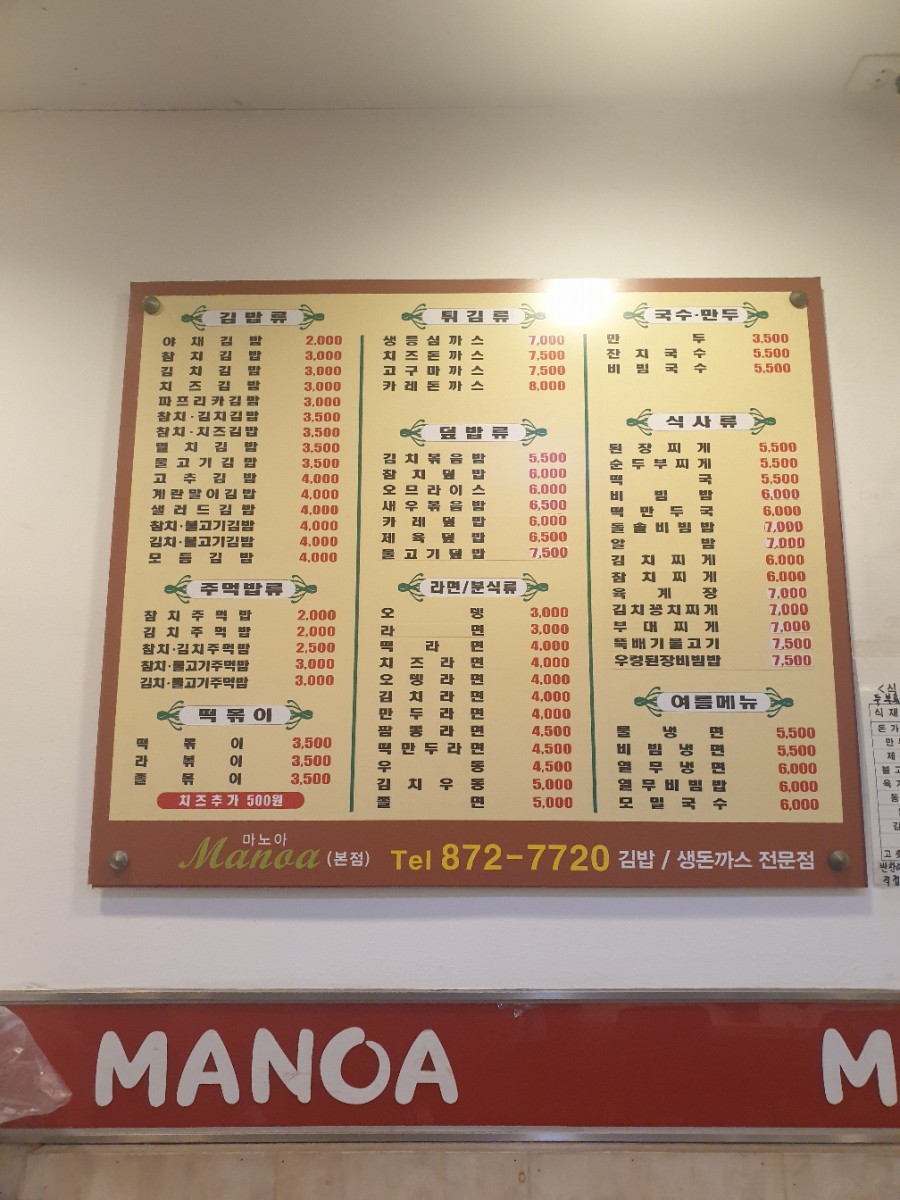 김밥류
야채김밥 2,000
참치김밥 3,000
김치김밥 3,000
치즈김밥 3,000
파프리카김밥 3,000
참치·김치김밥 3,500
참치·치즈김밥 3,500
멸치김밥 3,500
불고기김밥 3,500
고추김밥 4,000
계란말이김밥 4,000
샐러드김밥 4,000
참치·불고기김밥 4,000
김치·불고기김밥 4,000
모듬김밥 4,000
주먹밥류
참치주먹밥 2,000
김치주먹밥 2,000
참치·김치주먹밥 2,500
참치·불고기주먹밥 3,000
김치·불고기주먹밥 3,000
떡볶이
떡볶이 3,500
라볶이 3,500
쫄볶이 3,500
치즈추가 500원
튀김류
생등심까스 7,000
치즈돈까스 7,500
고구마까스 7,500
카레돈까스 8,000
덮밥류
김치볶음밥 5,500
참치덮밥 6,000
오므라이스 6,000
새우볶음밥 6,500
카레덮밥 6,000
제육덮밥 6,500
불고기덮밥 7,500
라면/분식류
오뎅 3,000
라면 3,000
떡라면 4,000
치즈라면 4,000
오뎅라면 4,000
김치라면 4,000
만두라면 4,000
짬뽕라면 4,500
떡만두라면 4,500
우동 4,500
김치우동 5,000
쫄면 5,000
국수·만두
만두 3,500
잔치국수 5,500
비빔국수 5,500
식사류
된장찌게 5,500
순두부찌게 5,500
떡국 5,500
비빔밥 6,000
떡만두국 6,000
돌솥비빔밥 7,000
알밥 7,000
김치찌게 6,000
참치찌게 6,000
육계장 7,000
김치꽁치찌게 7,000
부대찌게 7,000
뚝배기불고기 7,500
우렁된장비빔밥 7,500
여름메뉴
물냉면 5,500
비빔냉면 5,500
열무냉면 6,000
열무비빔밥 6,000
모밀국수 6,000
마노아
Manoa (본점) Tel 872-7720 김밥 / 생돈까스 전문점
<식
식재
돈가
만
제
불고
육
동
김
고춧
MANOA M